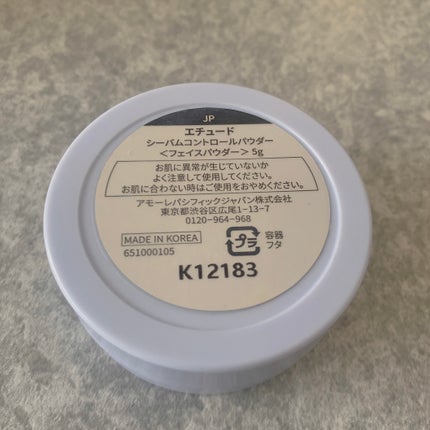 JP
エチュード
シーバムコントロールパウダー
<フェイスパウダー> 5g
お肌に異常が生じていないか
よく注意して使用してください。
お肌に合わない時はご使用をおやめください。
アモーレパシフィックジャパン株式会社
東京都渋谷区広尾1-13-7
0120-964-968
MADE IN KOREA
プラ
容器
フタ
651000105
K12183